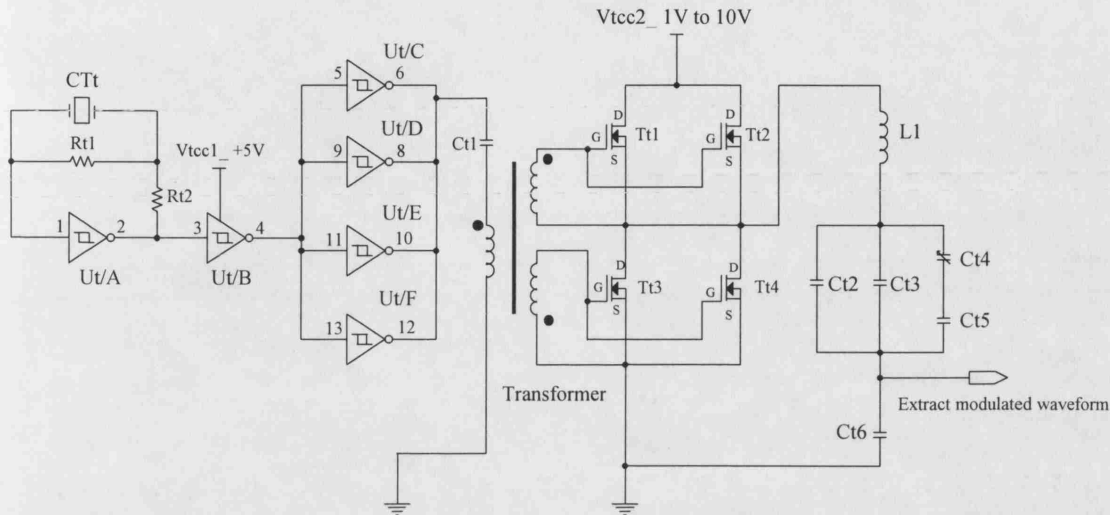 Vtcc2_ 1V to 10V
Ut/C
5
6
CTt
Rt1
Vtcc1_ +5V
Ct1
Ut/D
9
8
D
G
Tt1
S
D
G
Tt2
S
L1
Rt2
1
2
3
4
Ut/A
Ut/B
Ut/E
11
10
Ut/F
13
12
D
G
Tt3
S
D
G
Tt4
S
Ct2
Ct3
Ct4
Ct5
Transformer
Extract modulated waveform
Ct6